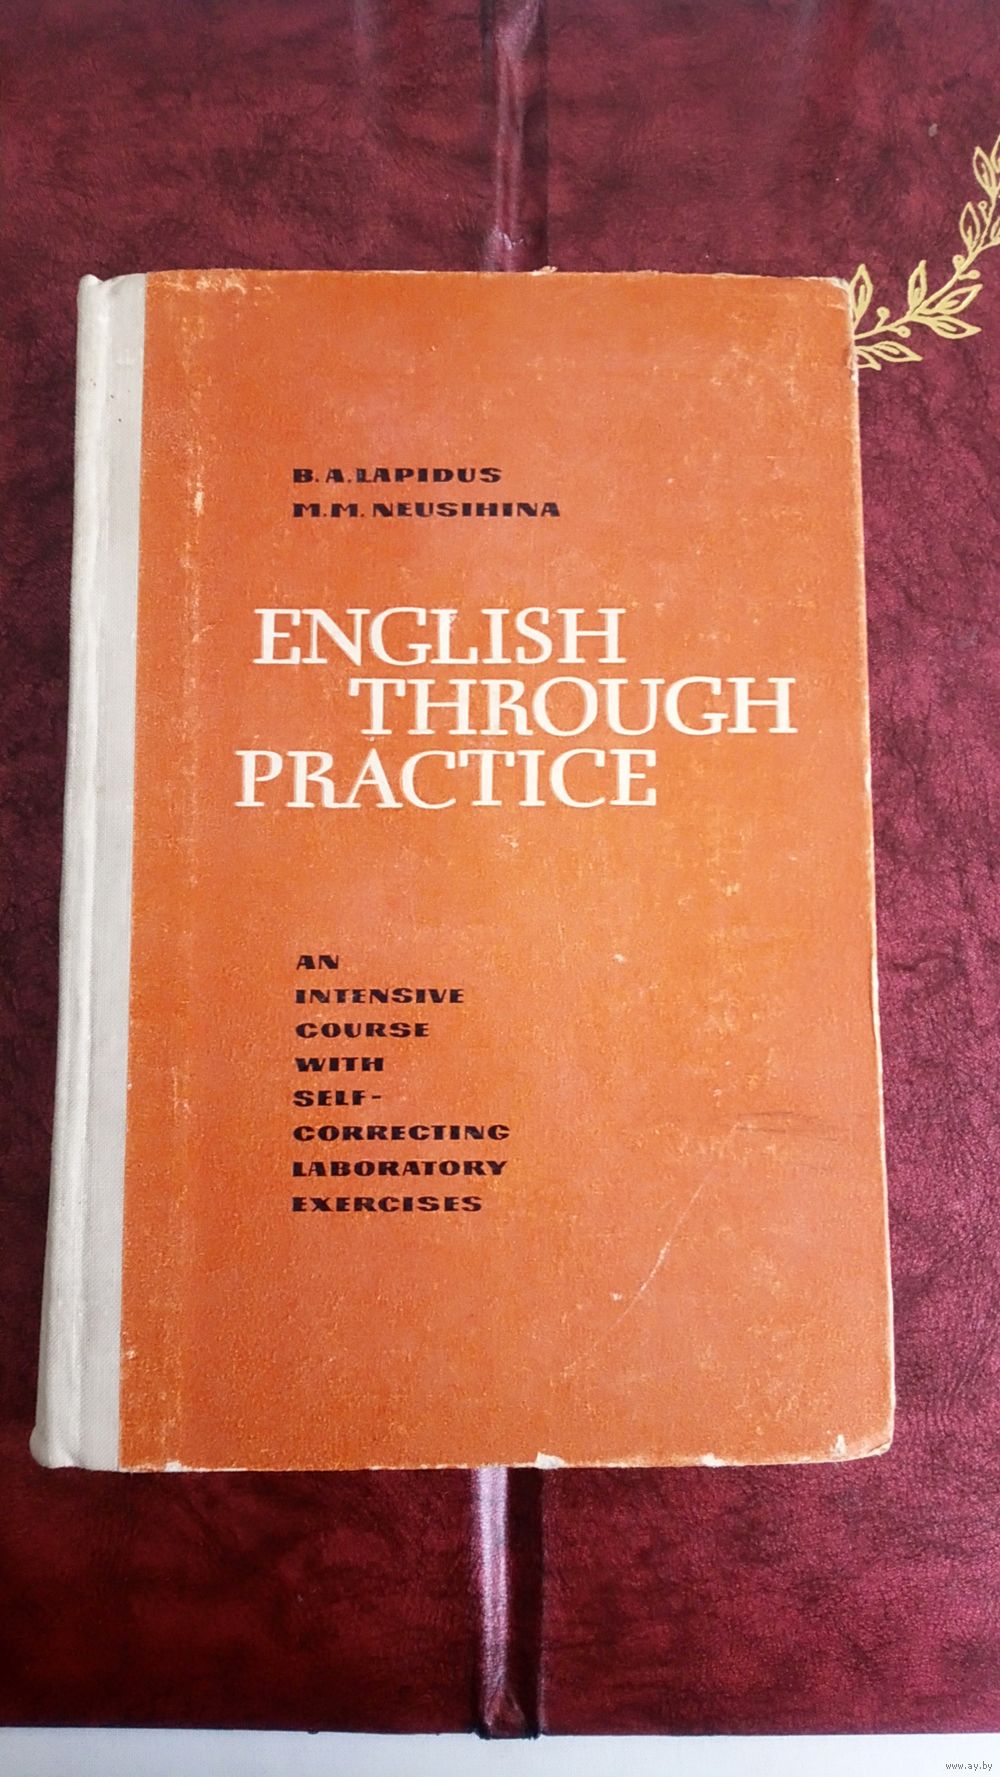 B. A. LAPIDUS
M. M. NEUSIHINA
ENGLISH
THROUGH
PRACTICE
AN
INTENSIVE
COURSE
WITH
SELF-
CORRECTING
LABORATORY
EXERCISES
www.ay.by